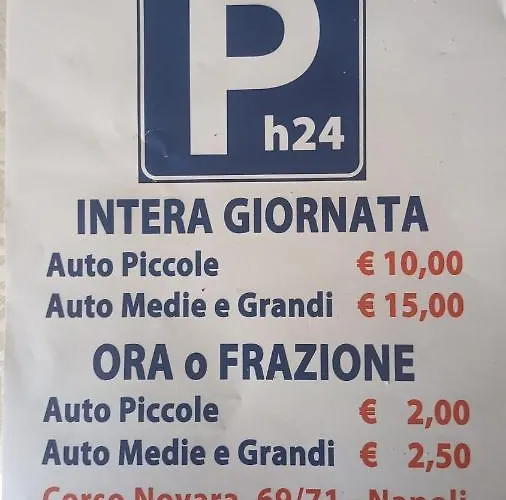 P
h24
INTERA GIORNATA
Auto Piccole € 10,00
Auto Medie e Grandi € 15,00
ORA o FRAZIONE
Auto Piccole € 2,00
Auto Medie e Grandi € 2,50
Corso Novara 69/71 - Napoli